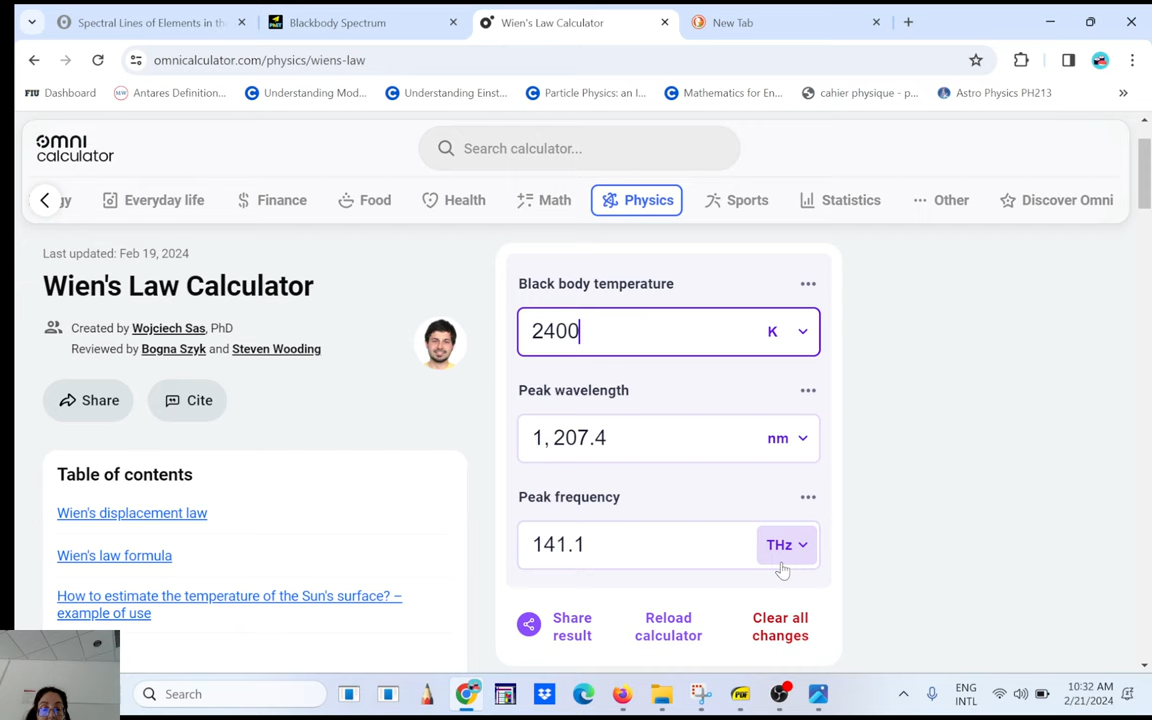 Spectral Lines of Elements in the
Blackbody Spectrum
Wien's Law Calculator
New Tab
omnicalculator.com/physics/wiens-law
FIU Dashboard
MW Antares Definition...
Understanding Mod...
Understanding Einst...
Particle Physics: an I...
Mathematics for En...
cahier physique - p...
Astro Physics PH213
omni
calculator
Search calculator...
gy
Everyday life
Finance
Food
Health
Math
Physics
Sports
Statistics
Other
Discover Omni
Last updated: Feb 19, 2024
Wien's Law Calculator
Created by Wojciech Sas, PhD
Reviewed by Bogna Szyk and Steven Wooding
Share
Cite
Table of contents
Wien's displacement law
Wien's law formula
How to estimate the temperature of the Sun's surface? –
example of use
Black body temperature
2400 K
Peak wavelength
1,207.4 nm
Peak frequency
141.1 THz
Share
result
Reload
calculator
Clear all
changes
Search
ENG
INTL
10:32 AM
2/21/2024